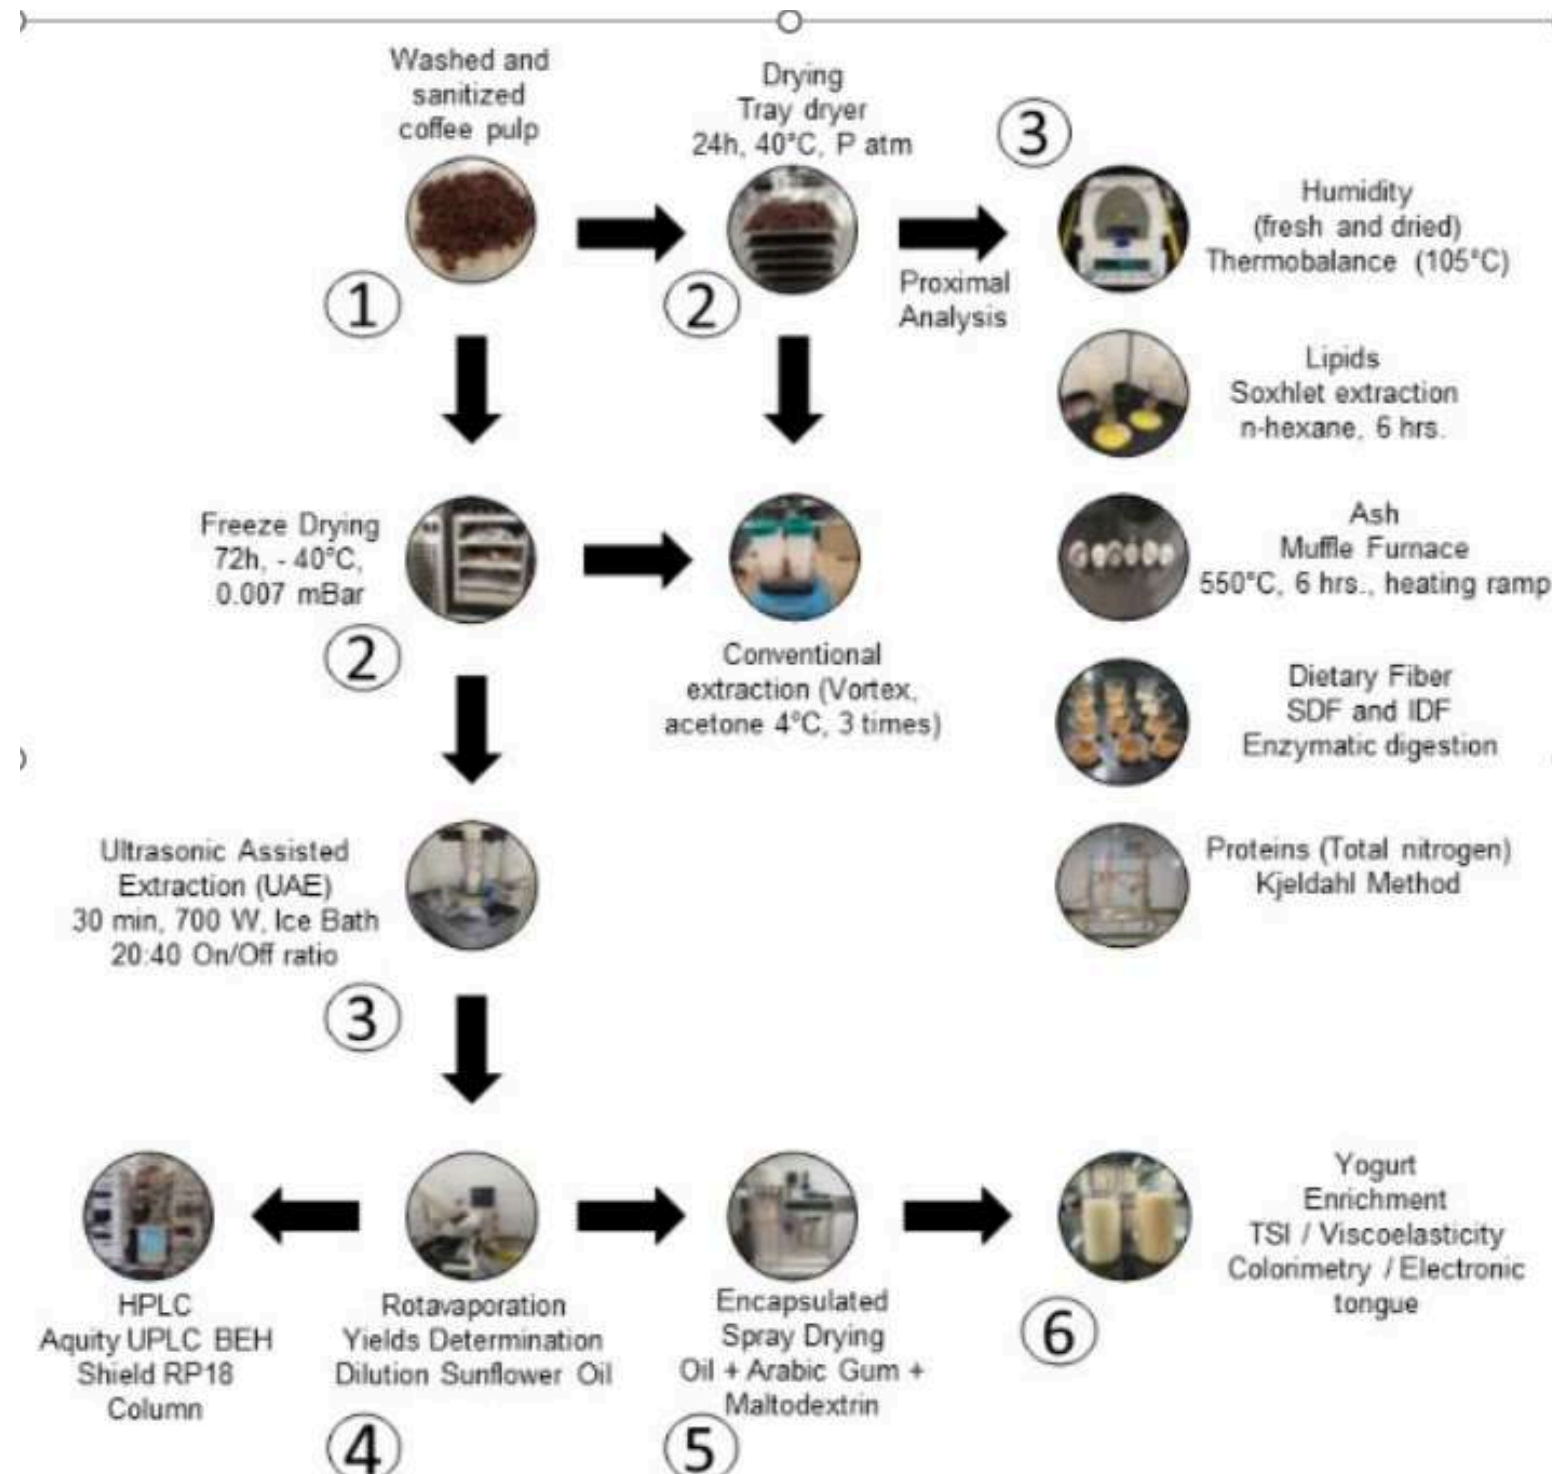 Washed and
sanitized
coffee pulp
1
Drying
Tray dryer
24h, 40°C, P atm
2
Proximal
Analysis
3
Humidity
(fresh and dried)
Thermobalance (105°C)
Lipids
Soxhlet extraction
n-hexane, 6 hrs.
Ash
Muffle Furnace
550°C, 6 hrs., heating ramp
Dietary Fiber
SDF and IDF
Enzymatic digestion
Proteins (Total nitrogen)
Kjeldahl Method
Freeze Drying
72h, - 40°C,
0.007 mBar
2
Conventional
extraction (Vortex,
acetone 4°C, 3 times)
Ultrasonic Assisted
Extraction (UAE)
30 min, 700 W, Ice Bath
20:40 On/Off ratio
3
HPLC
Aquity UPLC BEH
Shield RP18
Column
Rotavaporation
Yields Determination
Dilution Sunflower Oil
4
Encapsulated
Spray Drying
Oil + Arabic Gum +
Maltodextrin
5
Yogurt
Enrichment
TSI / Viscoelasticity
Colorimetry / Electronic
tongue
6